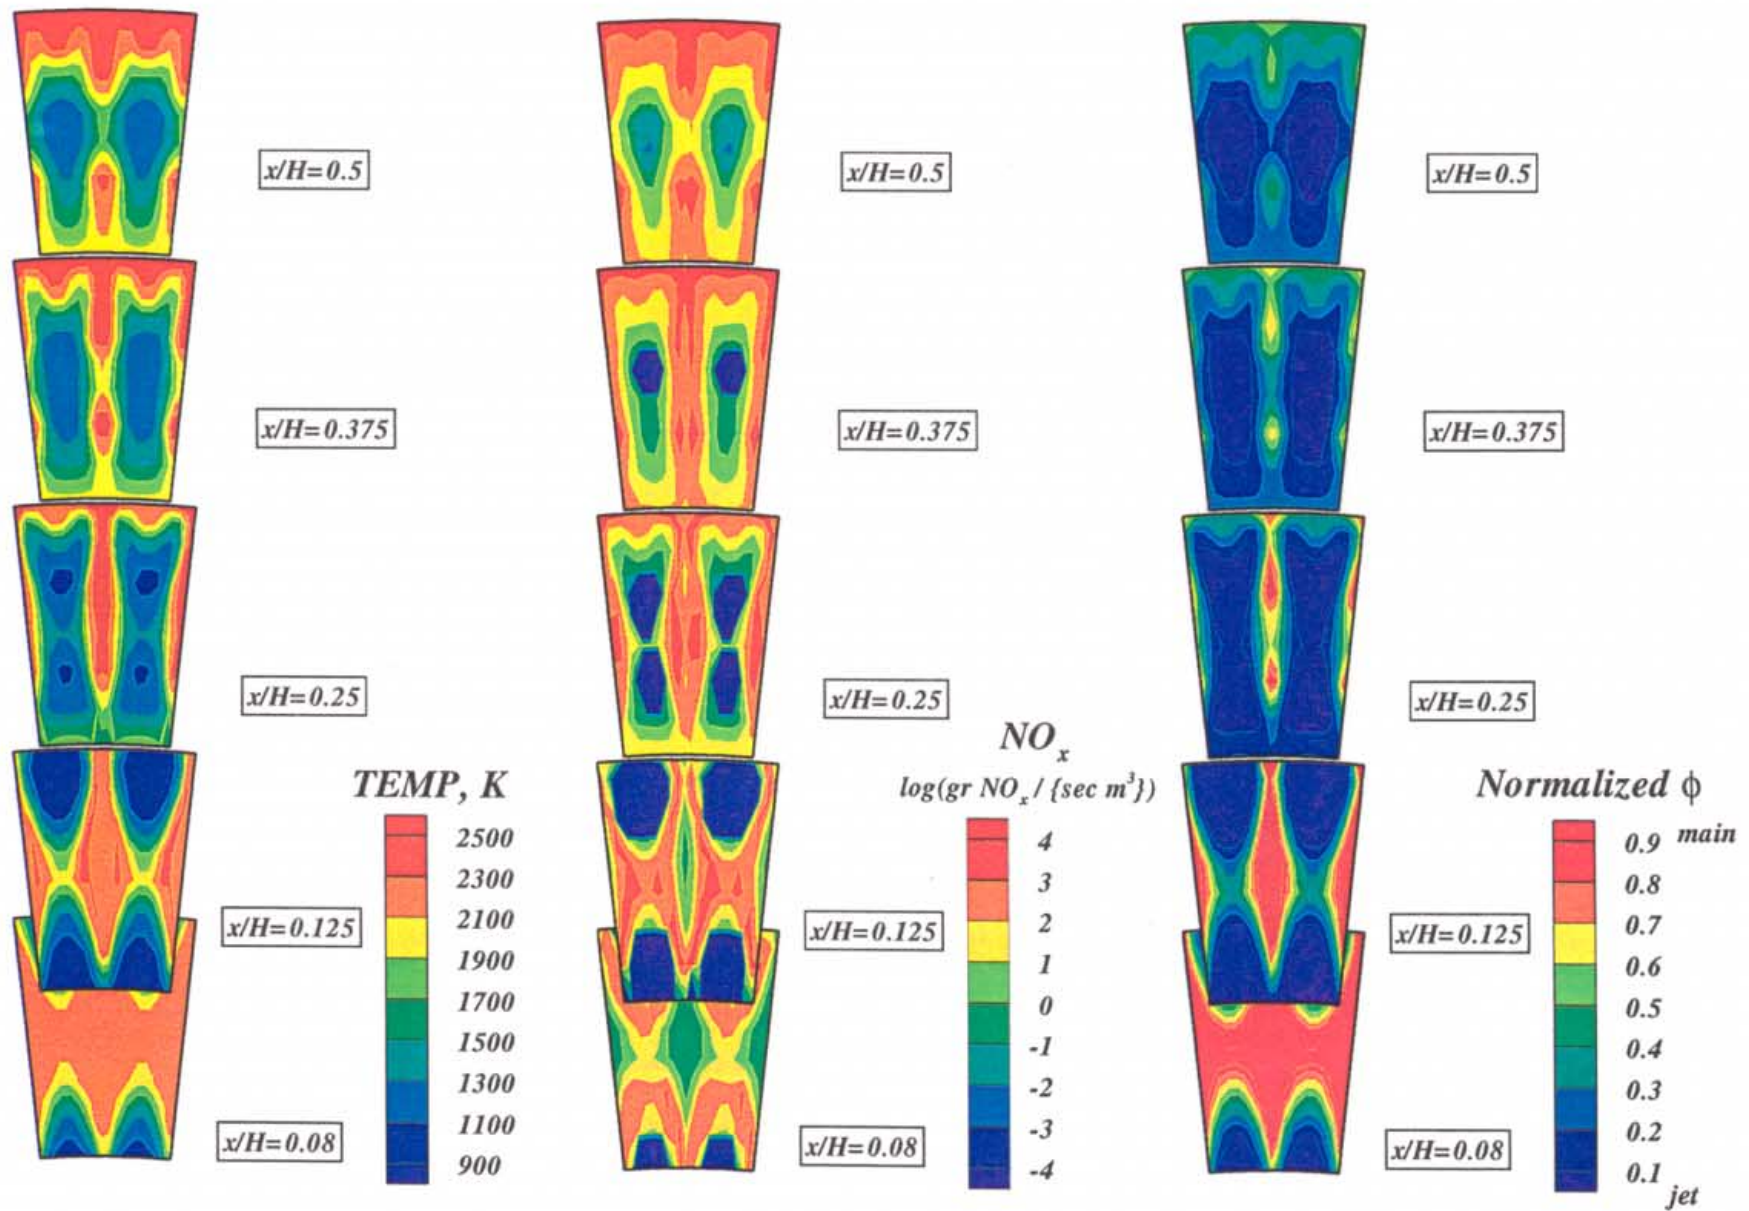 x/H=0.5
x/H=0.375
x/H=0.25
TEMP, K
2500
2300
2100
1900
1700
1500
1300
1100
900
x/H=0.125
x/H=0.08
x/H=0.5
x/H=0.375
x/H=0.25
NOx
log(gr NOx / {sec m³})
4
3
2
1
0
-1
-2
-3
-4
x/H=0.125
x/H=0.08
x/H=0.5
x/H=0.375
x/H=0.25
Normalized ϕ
0.9 main
0.8
0.7
0.6
0.5
0.4
0.3
0.2
0.1
jet
x/H=0.125
x/H=0.08